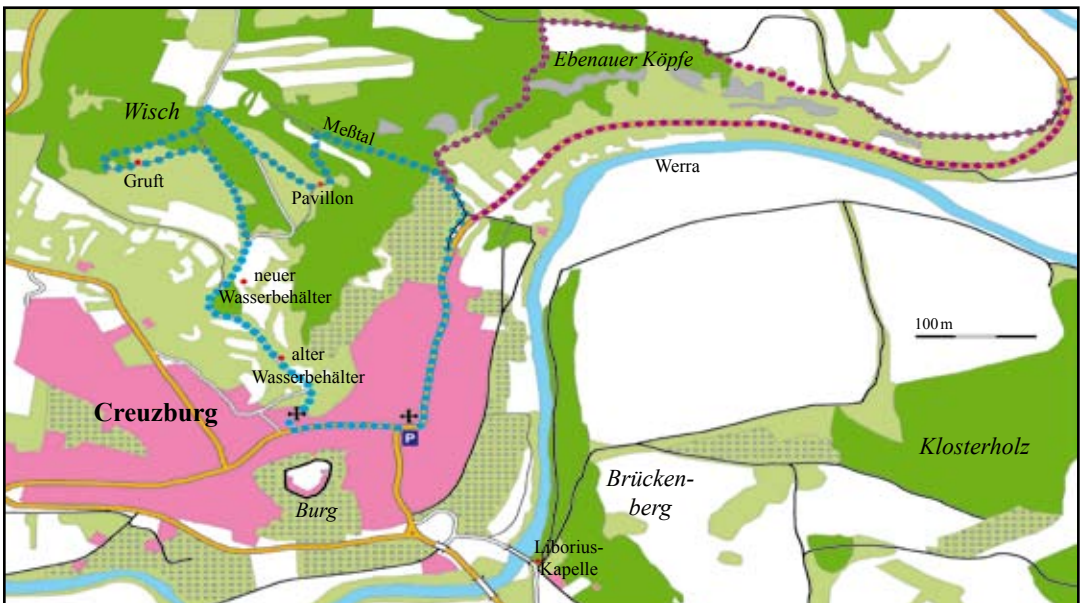 Ebenauer Köpfe
Wisch
Meßtal
Werra
Gruft
Pavillon
neuer
Wasserbehälter
100 m
alter
Wasserbehälter
Creuzburg
P
Klosterholz
Brücken-
berg
Burg
Liborius-
Kapelle